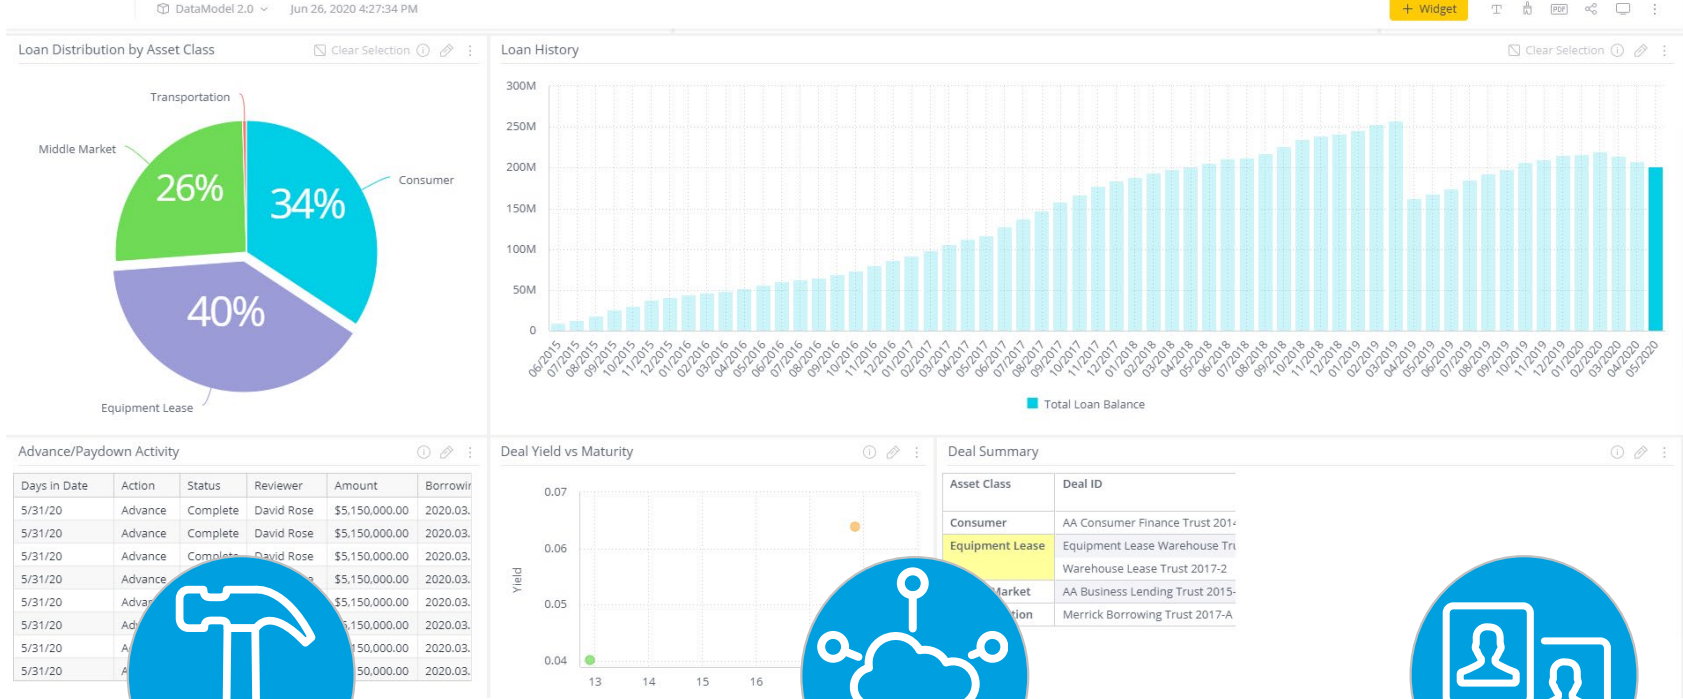 DataModel 2.0 Jun 26, 2020 4:27:34 PM + Widget T PDF
Loan Distribution by Asset Class Clear Selection
Transportation
Middle Market
Consumer
26%
34%
40%
Equipment Lease
Loan History Clear Selection
300M
250M
200M
150M
100M
50M
0
06/2015 07/2015 08/2015 09/2015 10/2015 11/2015 12/2015 01/2016 02/2016 03/2016 04/2016 05/2016 06/2016 07/2016 08/2016 09/2016 10/2016 11/2016 12/2016 01/2017 02/2017 03/2017 04/2017 05/2017 06/2017 07/2017 08/2017 09/2017 10/2017 11/2017 12/2017 01/2018 02/2018 03/2018 04/2018 05/2018 06/2018 07/2018 08/2018 09/2018 10/2018 11/2018 12/2018 01/2019 02/2019 03/2019 04/2019 05/2019 06/2019 07/2019 08/2019 09/2019 10/2019 11/2019 12/2019 01/2020 02/2020 03/2020 04/2020 05/2020
Total Loan Balance
Advance/Paydown Activity
Days in Date Action Status Reviewer Amount
5/31/20 Advance Complete David Rose $5,150,000.00 2020.03.
5/31/20 Advance Complete David Rose $5,150,000.00 2020.03.
5/31/20 Advance Complete David Rose $5,150,000.00 2020.03.
5/31/20 Advance $5,150,000.00 2020.03.
5/31/20 $5,150,000.00 2020.03.
5/31/20 5,150,000.00 2020.03.
5/31/20 150,000.00 2020.03.
5/31/20 50,000.00 2020.03.
Deal Yield vs Maturity
0.07
0.06
0.05
0.04
Yield
13 14 15 16
Deal Summary
Asset Class Deal ID
Consumer AA Consumer Finance Trust 2014
Equipment Lease Equipment Lease Warehouse Tru
Warehouse Lease Trust 2017-2
Market AA Business Lending Trust 2015-
tion Merrick Borrowing Trust 2017-A